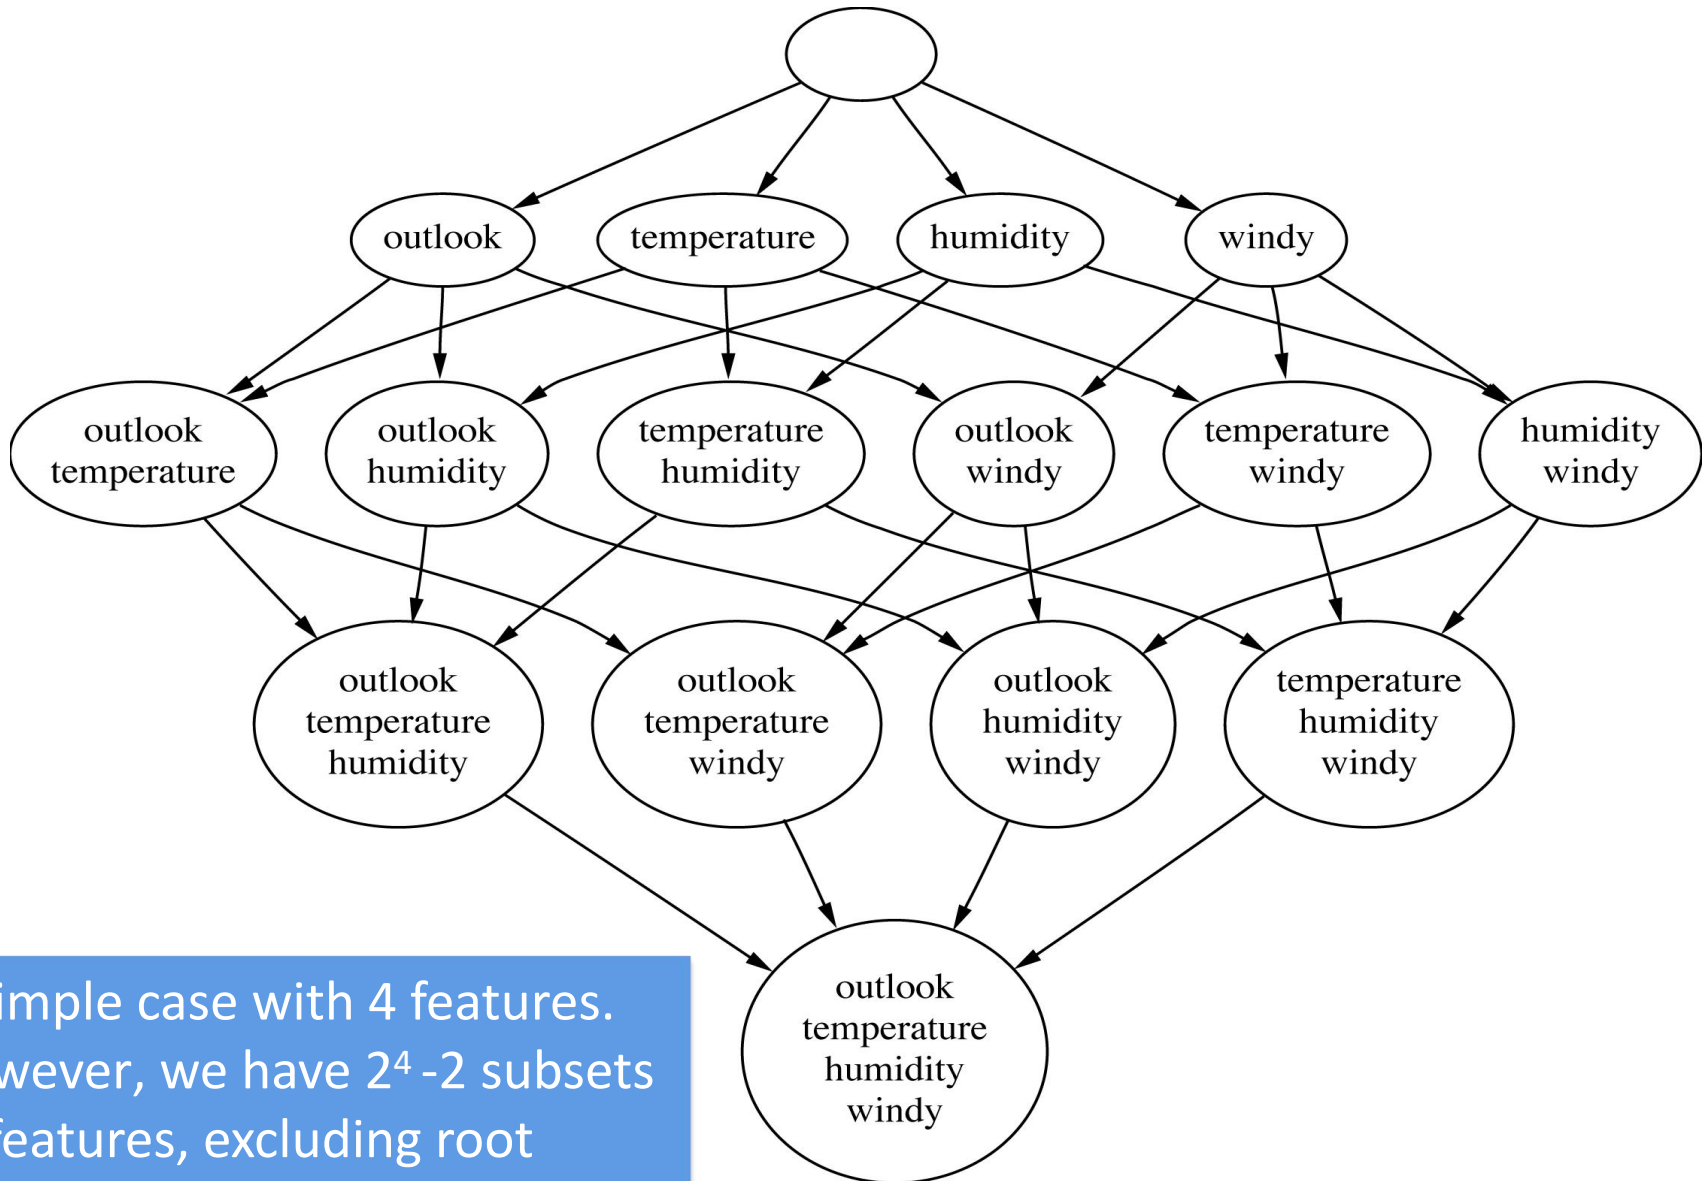 outlook
temperature
humidity
windy
outlook
temperature
outlook
humidity
temperature
humidity
outlook
windy
temperature
windy
humidity
windy
outlook
temperature
humidity
outlook
temperature
windy
outlook
humidity
windy
temperature
humidity
windy
outlook
temperature
humidity
windy
imple case with 4 features.
wever, we have 2⁴ -2 subsets
features, excluding root